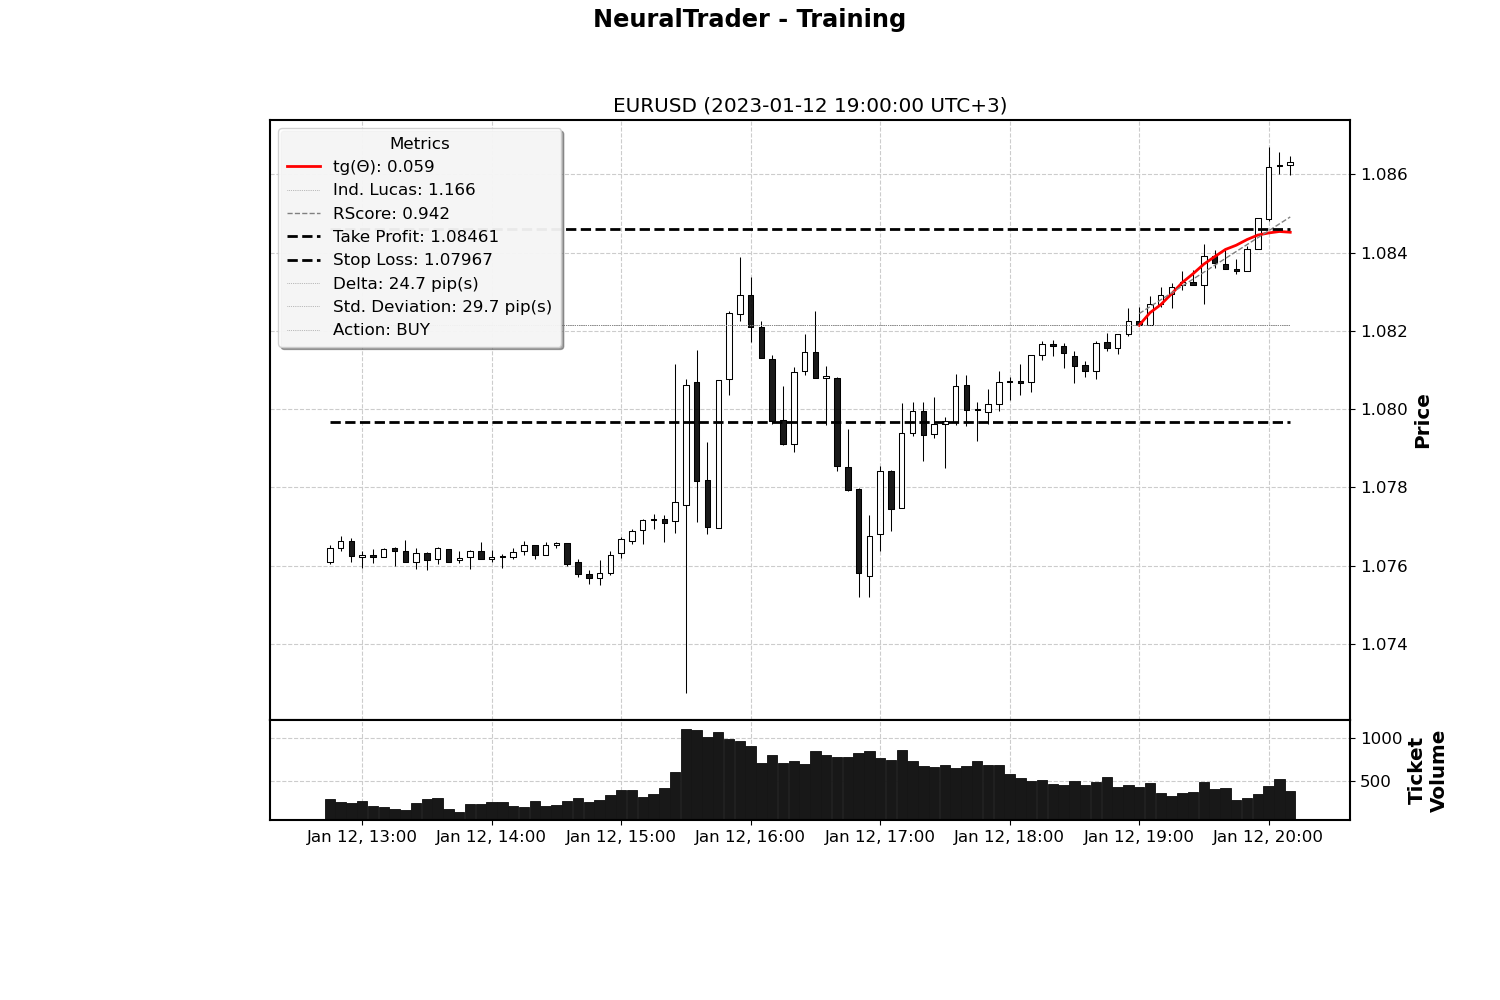 NeuralTrader - Training
EURUSD (2023-01-12 19:00:00 UTC+3)
Metrics
tg(Θ): 0.059
Ind. Lucas: 1.166
RScore: 0.942
Take Profit: 1.08461
Stop Loss: 1.07967
Delta: 24.7 pip(s)
Std. Deviation: 29.7 pip(s)
Action: BUY
1.086
1.084
1.082
1.080
1.078
1.076
1.074
Price
1000
500
Ticket
Volume
Jan 12, 13:00 Jan 12, 14:00 Jan 12, 15:00 Jan 12, 16:00 Jan 12, 17:00 Jan 12, 18:00 Jan 12, 19:00 Jan 12, 20:00